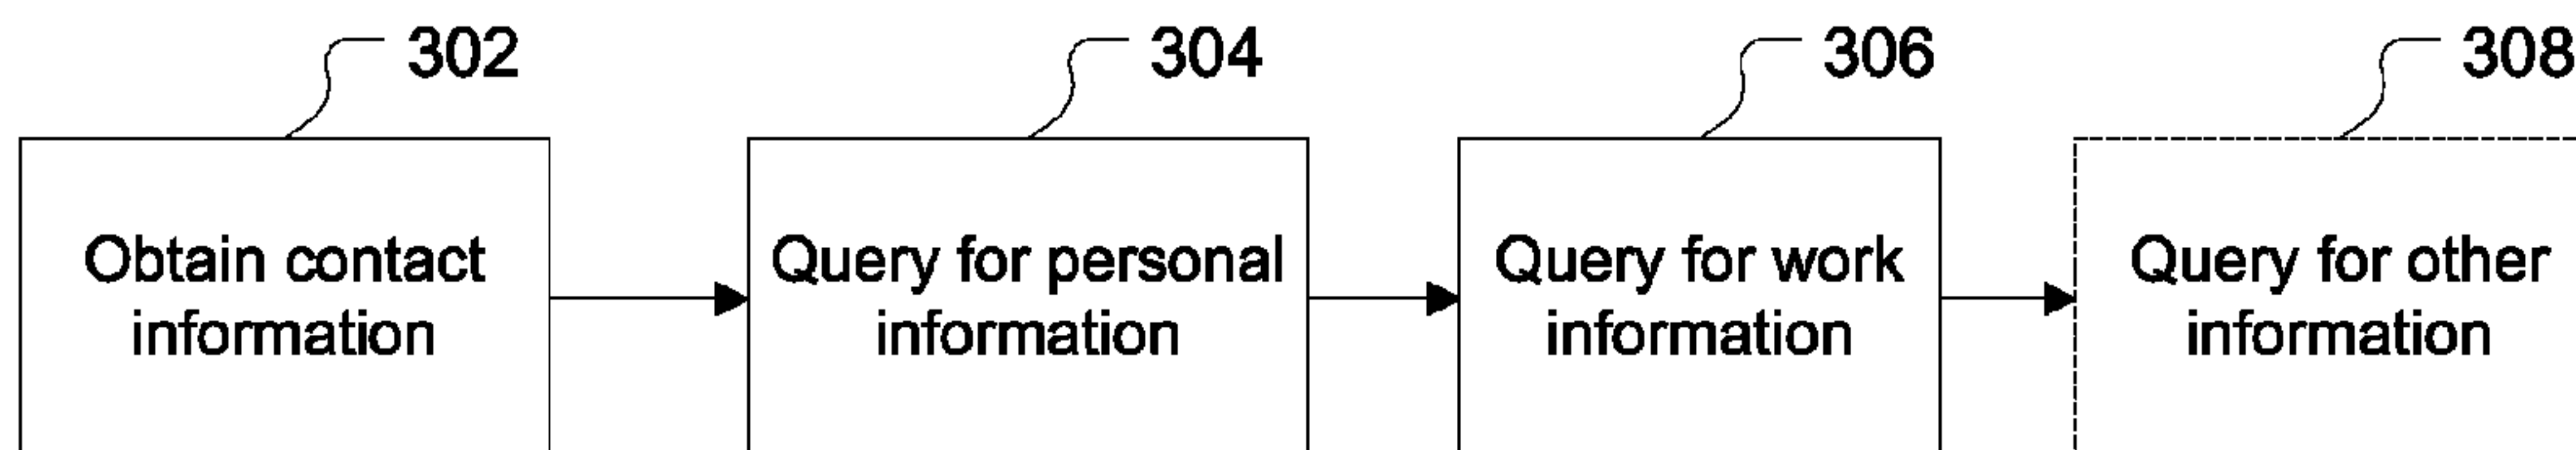 302
304
306
308
Obtain contact
information
Query for personal
information
Query for work
information
Query for other
information